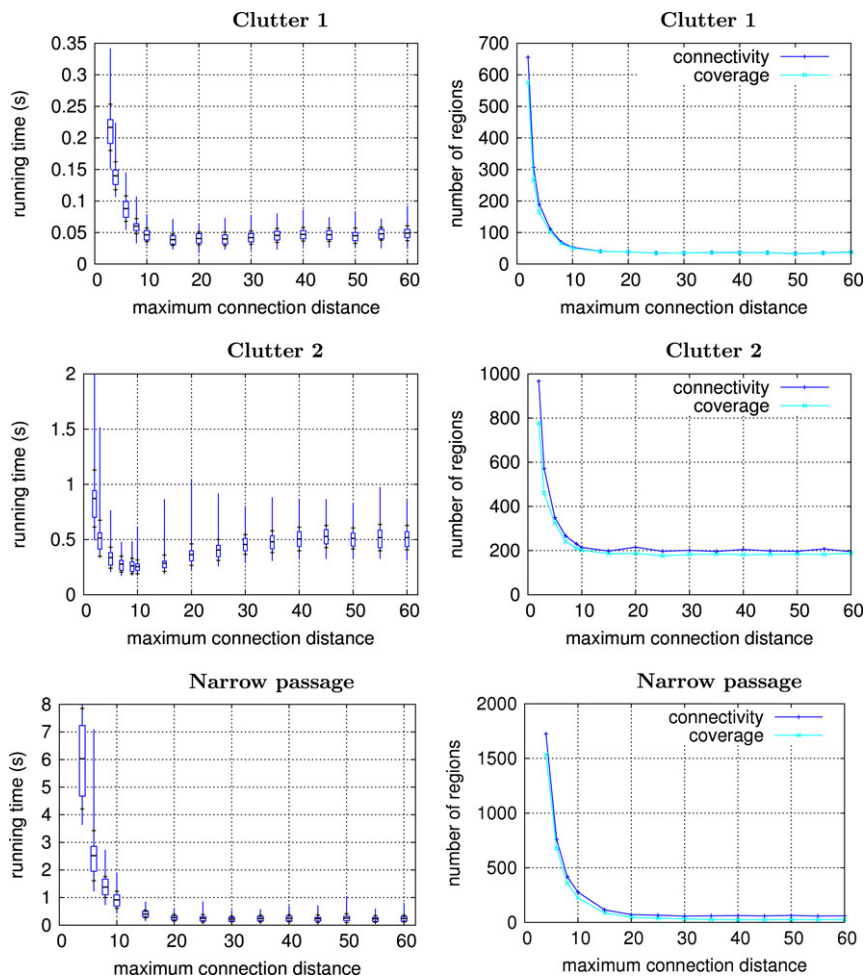 Clutter 1
running time (s)
0.35
0.3
0.25
0.2
0.15
0.1
0.05
0
0 10 20 30 40 50 60
maximum connection distance
Clutter 1
number of regions
700
600
500
400
300
200
100
0
connectivity
coverage
0 10 20 30 40 50 60
maximum connection distance
Clutter 2
running time (s)
2
1.5
1
0.5
0
0 10 20 30 40 50 60
maximum connection distance
Clutter 2
number of regions
1000
800
600
400
200
0
connectivity
coverage
0 10 20 30 40 50 60
maximum connection distance
Narrow passage
running time (s)
8
7
6
5
4
3
2
1
0
0 10 20 30 40 50 60
maximum connection distance
Narrow passage
number of regions
2000
1500
1000
500
0
connectivity
coverage
0 10 20 30 40 50 60
maximum connection distance